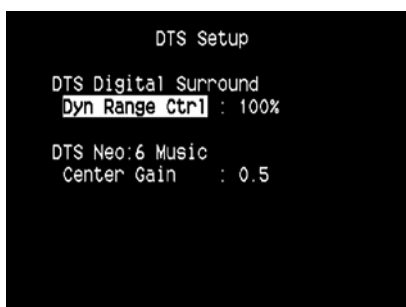 DTS Setup
DTS Digital Surround
Dyn Range Ctrl : 100%
DTS Neo:6 Music
Center Gain : 0.5